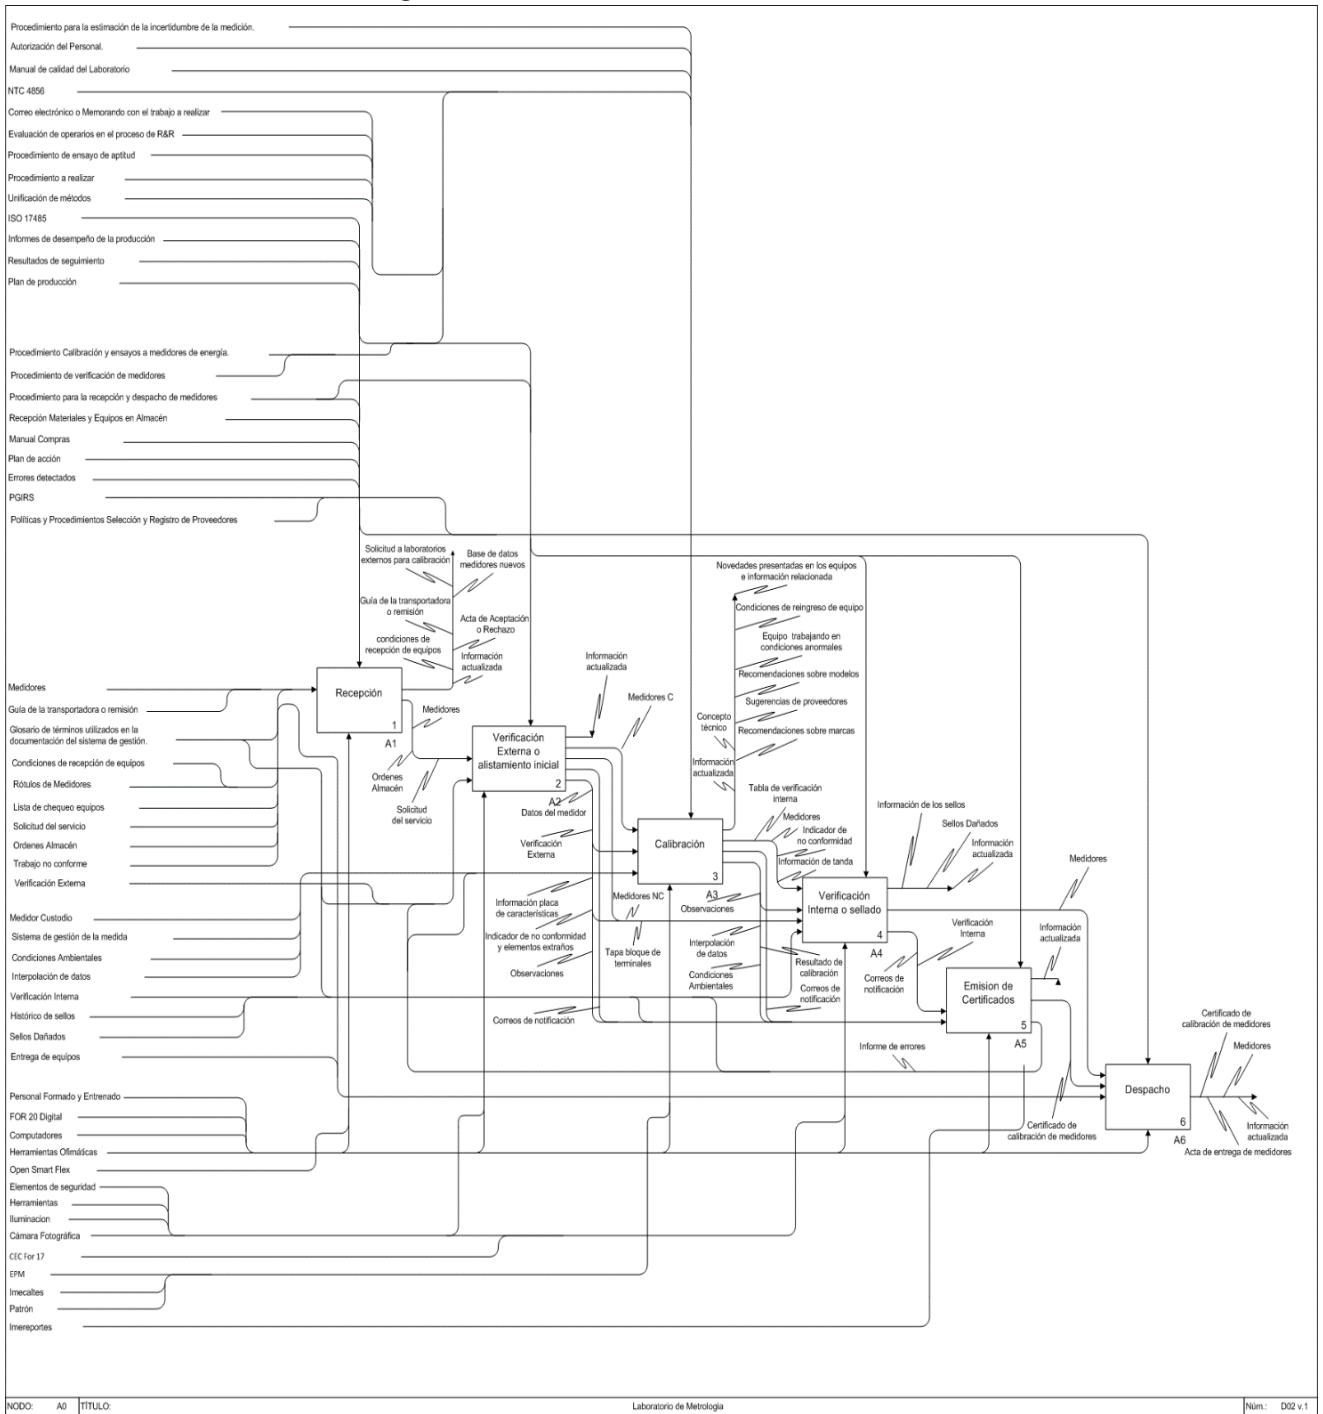 Procedimiento para la estimación de la incertidumbre de la medición.
Autorización del Personal.
Manual de calidad del Laboratorio
NTC 4856
Correo electrónico o Memorando con el trabajo a realizar
Evaluación de operarios en el proceso de R&R
Procedimiento de ensayo de aptitud
Procedimiento a realizar
Unificación de métodos
ISO 17485
Informes de desempeño de la producción
Resultados de seguimiento
Plan de producción
Procedimiento Calibración y ensayos a medidores de energía.
Procedimiento de verificación de medidores
Procedimiento para la recepción y despacho de medidores
Recepción Materiales y Equipos en Almacén
Manual Compras
Plan de acción
Errores detectados
PGIRS
Políticas y Procedimientos Selección y Registro de Proveedores
Solicitud a laboratorios
externos para calibración
Base de datos
medidores nuevos
Guía de la transportadora
o remisión
Acta de Aceptación
o Rechazo
condiciones de
recepción de equipos
Información
actualizada
Novedades presentadas en los equipos
e información relacionada
Condiciones de reingreso de equipo
Equipo trabajando en
condiciones anormales
Recomendaciones sobre modelos
Sugerencias de proveedores
Recomendaciones sobre marcas
Concepto
técnico
Información
actualizada
Información
actualizada
Medidores C
Medidores
Guía de la transportadora o remisión
Glosario de términos utilizados en la
documentación del sistema de gestión.
Condiciones de recepción de equipos
Rótulos de Medidores
Lista de chequeo equipos
Solicitud del servicio
Ordenes Almacén
Trabajo no conforme
Verificación Externa
Medidor Custodio
Sistema de gestión de la medida
Condiciones Ambientales
Interpolación de datos
Verificación Interna
Histórico de sellos
Sellos Dañados
Entrega de equipos
Recepción
1
A1
Medidores
Ordenes
Almacén
Solicitud
del servicio
Verificación
Externa o
alistamiento inicial
2
A2
Datos del medidor
Verificación
Externa
Información placa
de características
Indicador de no conformidad
y elementos extraños
Observaciones
Correos de notificación
Medidores NC
Tapa bloque de
terminales
Calibración
3
A3
Tabla de verificación
interna
Medidores
Indicador de
no conformidad
Información de tanda
Observaciones
Interpolación
de datos
Condiciones
Ambientales
Resultado de
calibración
Correos de
notificación
Verificación
Interna o sellado
4
A4
Información de los sellos
Sellos Dañados
Información
actualizada
Medidores
Verificación
Interna
Correos de
notificación
Información
actualizada
Emision de
Certificados
5
A5
Informe de errores
Certificado de
calibración de medidores
Despacho
6
A6
Certificado de
calibración de medidores
Medidores
Información
actualizada
Acta de entrega de medidores
Personal Formado y Entrenado
FOR 20 Digital
Computadores
Herramientas Ofimáticas
Open Smart Flex
Elementos de seguridad
Herramientas
Iluminacion
Cámara Fotográfica
CEC For 17
EPM
Imecaltes
Patrón
Imereportes
NODO: A0 TÍTULO: Laboratorio de Metrologia Núm.: D02 v.1